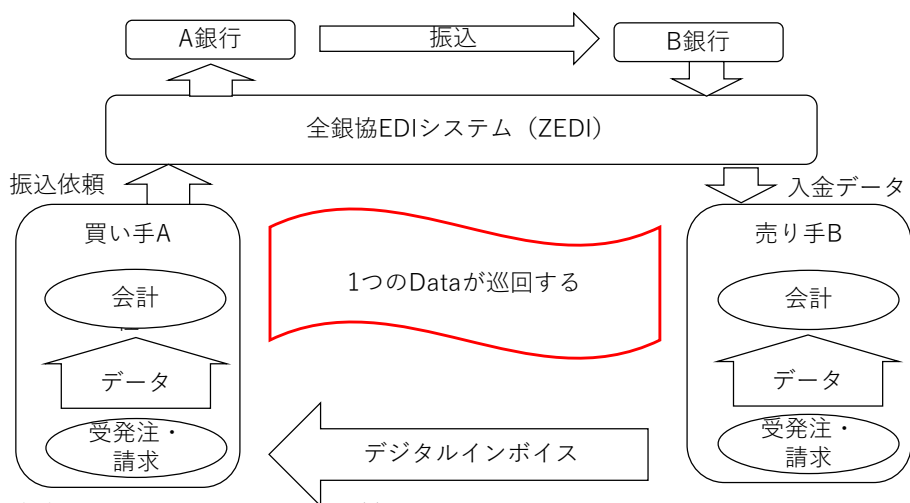 A銀行
振込
B銀行
全銀協EDIシステム（ZEDI）
振込依頼
入金データ
買い手A
売り手B
1つのDataが巡回する
会計
会計
データ
データ
受発注・
請求
デジタルインボイス
受発注・
請求